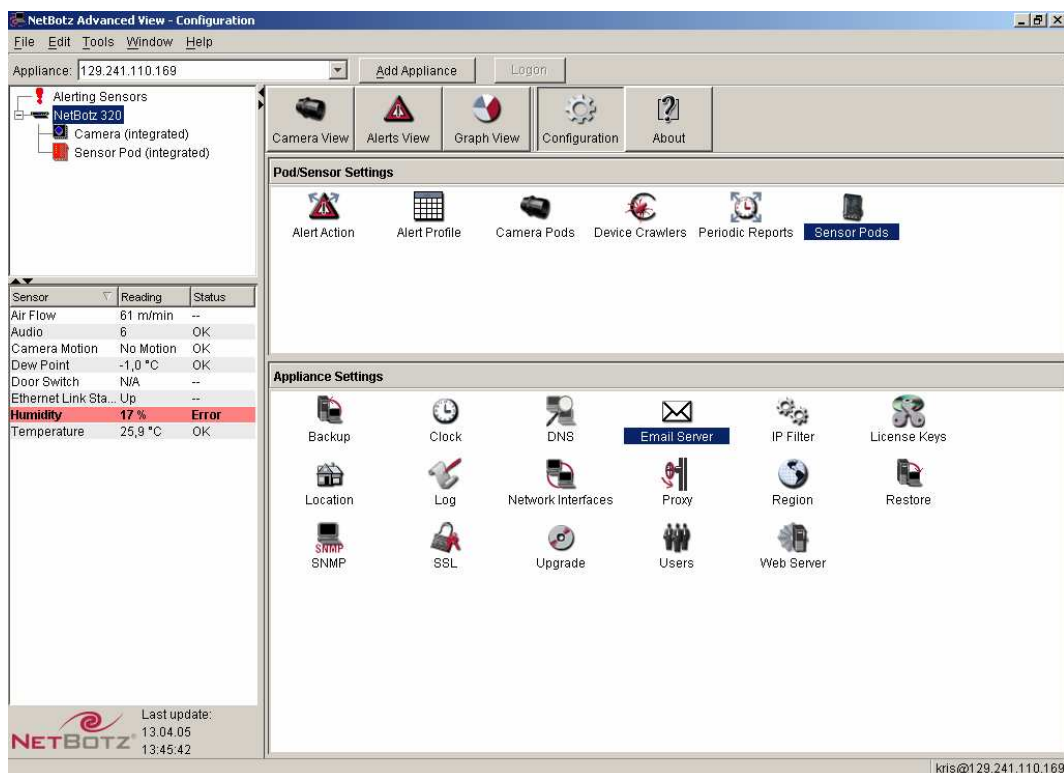 NetBotz Advanced View - Configuration
File Edit Tools Window Help
Appliance: 129.241.110.169 Add Appliance Logon
Alerting Sensors
NetBotz 320
Camera (integrated)
Sensor Pod (integrated)
Camera View Alerts View Graph View Configuration About
Pod/Sensor Settings
Alert Action Alert Profile Camera Pods Device Crawlers Periodic Reports Sensor Pods
Sensor Reading Status
Air Flow 61 m/min --
Audio 6 OK
Camera Motion No Motion OK
Dew Point -1,0 °C OK
Door Switch N/A --
Ethernet Link Sta... Up --
Humidity 17 % Error
Temperature 25,9 °C OK
Appliance Settings
Backup Clock DNS Email Server IP Filter License Keys
Location Log Network Interfaces Proxy Region Restore
SNMP
SNMP SSL Upgrade Users Web Server
NETBOTZ
Last update:
13.04.05
13:45:42
kris@129.241.110.169